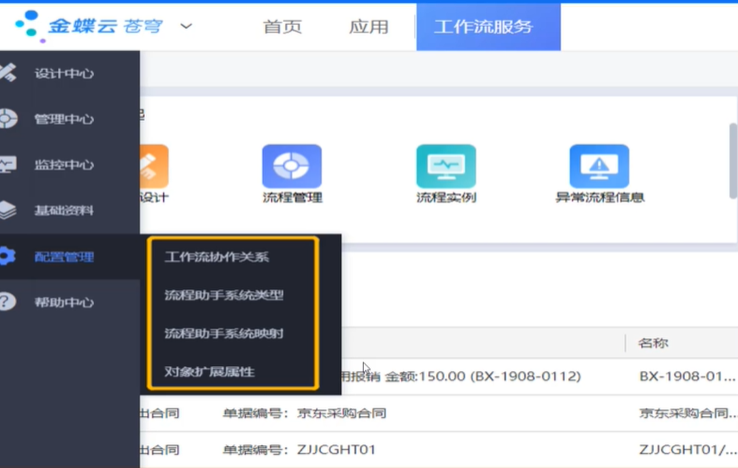 金蝶云 苍穹
首页
应用
工作流服务
设计中心
管理中心
监控中心
基础资料
配置管理
帮助中心
起
设计
流程管理
流程实例
异常流程信息
工作流协作关系
流程助手系统类型
流程助手系统映射
对象扩展属性
名称
用报销 金额:150.00 (BX-1908-0112)
BX-1908-01...
出合同
单据编号：京东采购合同
京东采购合同...
出合同
单据编号：ZJJCGHT01
ZJJCGHT01/...